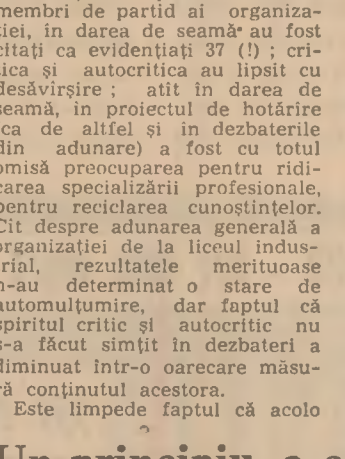 membri de partid ai organiza-
ției, în darea de seamă au fost
citați ca evidențiați 37 (!) ; cri-
tica și autocritica au lipsit cu
desăvîrșire ; atît în darea de
seamă, în proiectul de hotărîre
(ca de altfel și în dezbaterile
din adunare) a fost cu totul
omisă preocuparea pentru ridi-
carea specializării profesionale,
pentru reciclarea cunoștințelor.
Cît despre adunarea generală a
organizației de la liceul indus-
trial, rezultatele merituoase
n-au determinat o stare de
automulțumire, dar faptul că
spiritul critic și autocritic nu
s-a făcut simțit în dezbateri a
diminuat într-o oarecare măsu-
ră conținutul acestora.
Este limpede faptul că acolo
Un principiu, a